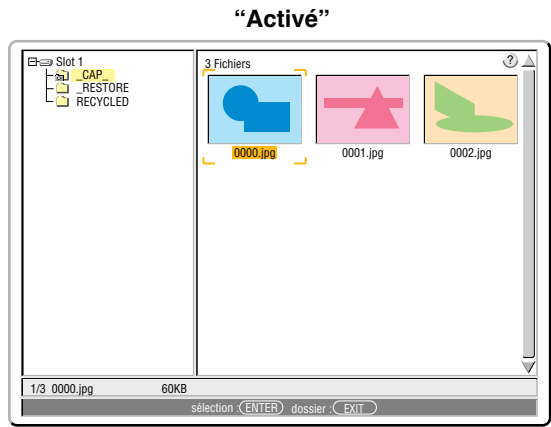 “Activé”
Slot 1
_CAP_
_RESTORE
RECYCLED
3 Fichiers
?
0000.jpg
0001.jpg
0002.jpg
1/3 0000.jpg 60KB
sélection :ENTER dossier : EXIT